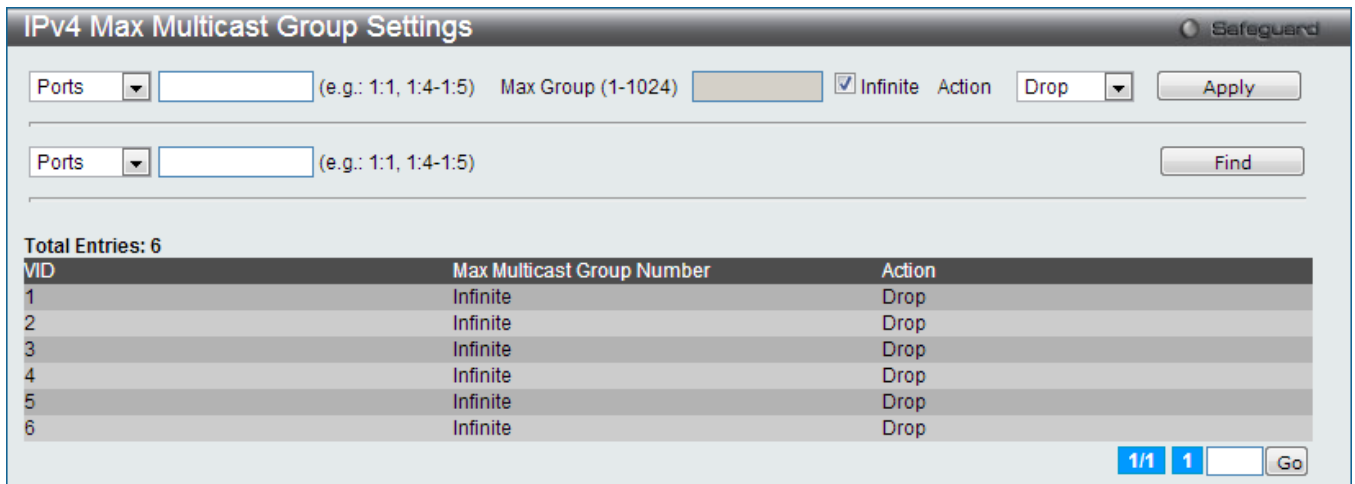 IPv4 Max Multicast Group Settings Safeguard
Ports (e.g.: 1:1, 1:4-1:5) Max Group (1-1024) Infinite Action Drop Apply
Ports (e.g.: 1:1, 1:4-1:5) Find
Total Entries: 6
VID Max Multicast Group Number Action
1 Infinite Drop
2 Infinite Drop
3 Infinite Drop
4 Infinite Drop
5 Infinite Drop
6 Infinite Drop
1/1 1 Go